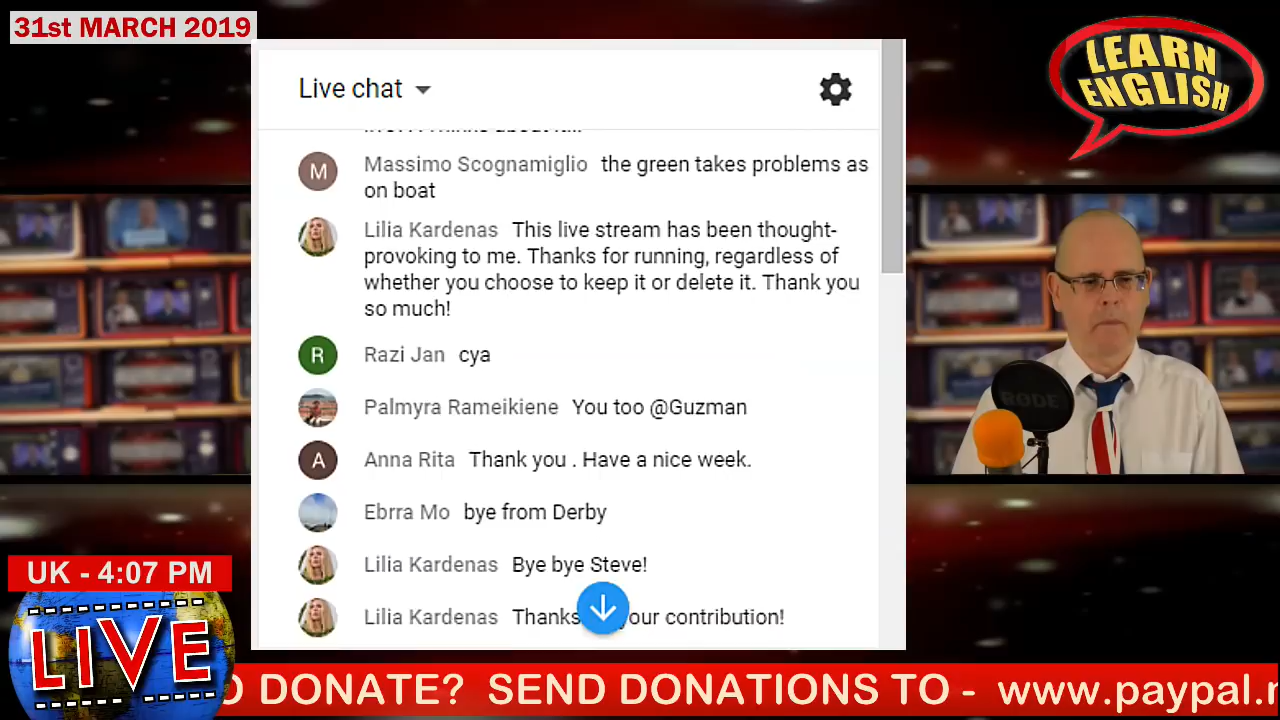 31st MARCH 2019
LEARN
ENGLISH
Live chat
M
Massimo Scognamiglio the green takes problems as
on boat
Lilia Kardenas This live stream has been thought-
provoking to me. Thanks for running, regardless of
whether you choose to keep it or delete it. Thank you
so much!
R
Razi Jan cya
Palmyra Rameikiene You too @Guzman
A
Anna Rita Thank you . Have a nice week.
Ebrra Mo bye from Derby
Lilia Kardenas Bye bye Steve!
Lilia Kardenas Thanks your contribution!
RODE
UK - 4:07 PM
LIVE
O DONATE? SEND DONATIONS TO - www.paypal.